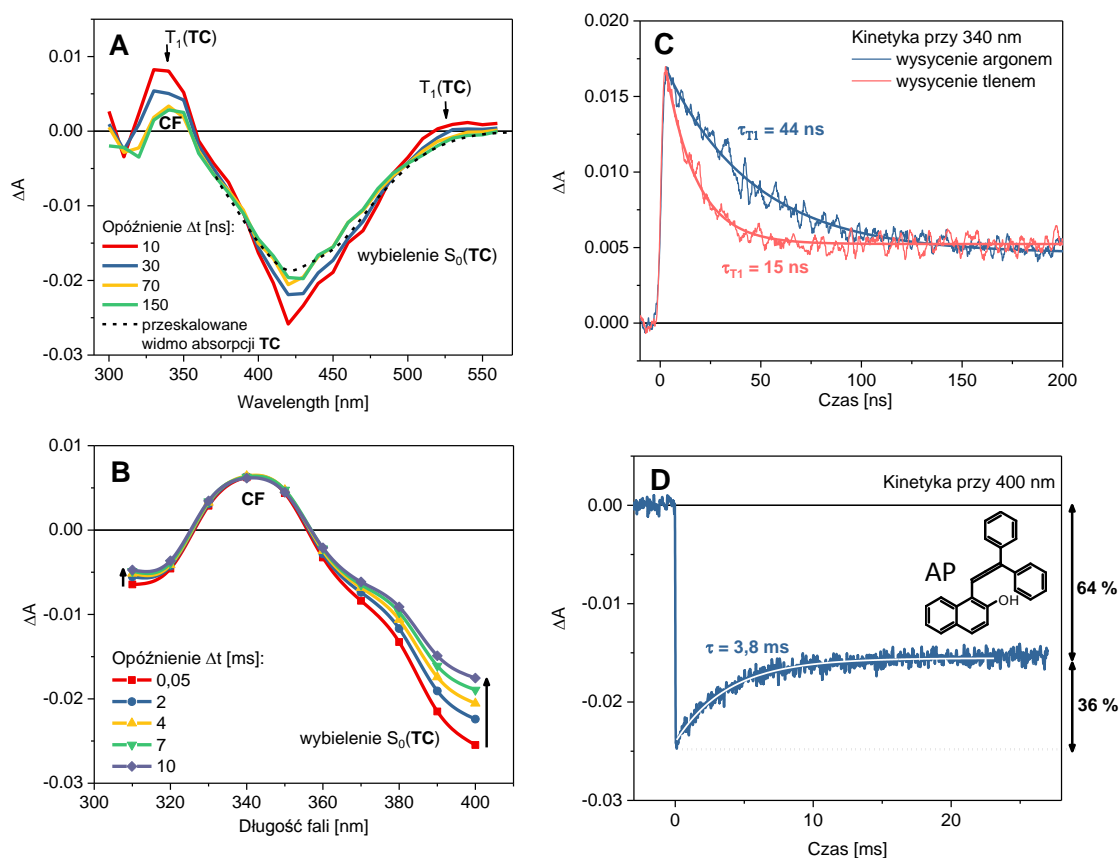 A
T1(TC)
T1(TC)
CF
0.01
0.00
-0.01
-0.02
-0.03
ΔA
Opóźnienie Δt [ns]:
10
30
70
150
przeskalowane
widmo absorpcji TC
wybielenie S0(TC)
300 350 400 450 500 550
Wavelength [nm]
C
Kinetyka przy 340 nm
wysycenie argonem
wysycenie tlenem
τT1 = 44 ns
τT1 = 15 ns
0.020
0.015
0.010
0.005
0.000
ΔA
0 50 100 150 200
Czas [ns]
B
CF
0.01
0.00
-0.01
-0.02
-0.03
ΔA
Opóźnienie Δt [ms]:
0,05
2
4
7
10
wybielenie S0(TC)
300 320 340 360 380 400
Długość fali [nm]
D
Kinetyka przy 400 nm
AP
OH
τ = 3,8 ms
64 %
36 %
0.00
-0.01
-0.02
-0.03
ΔA
0 10 20
Czas [ms]